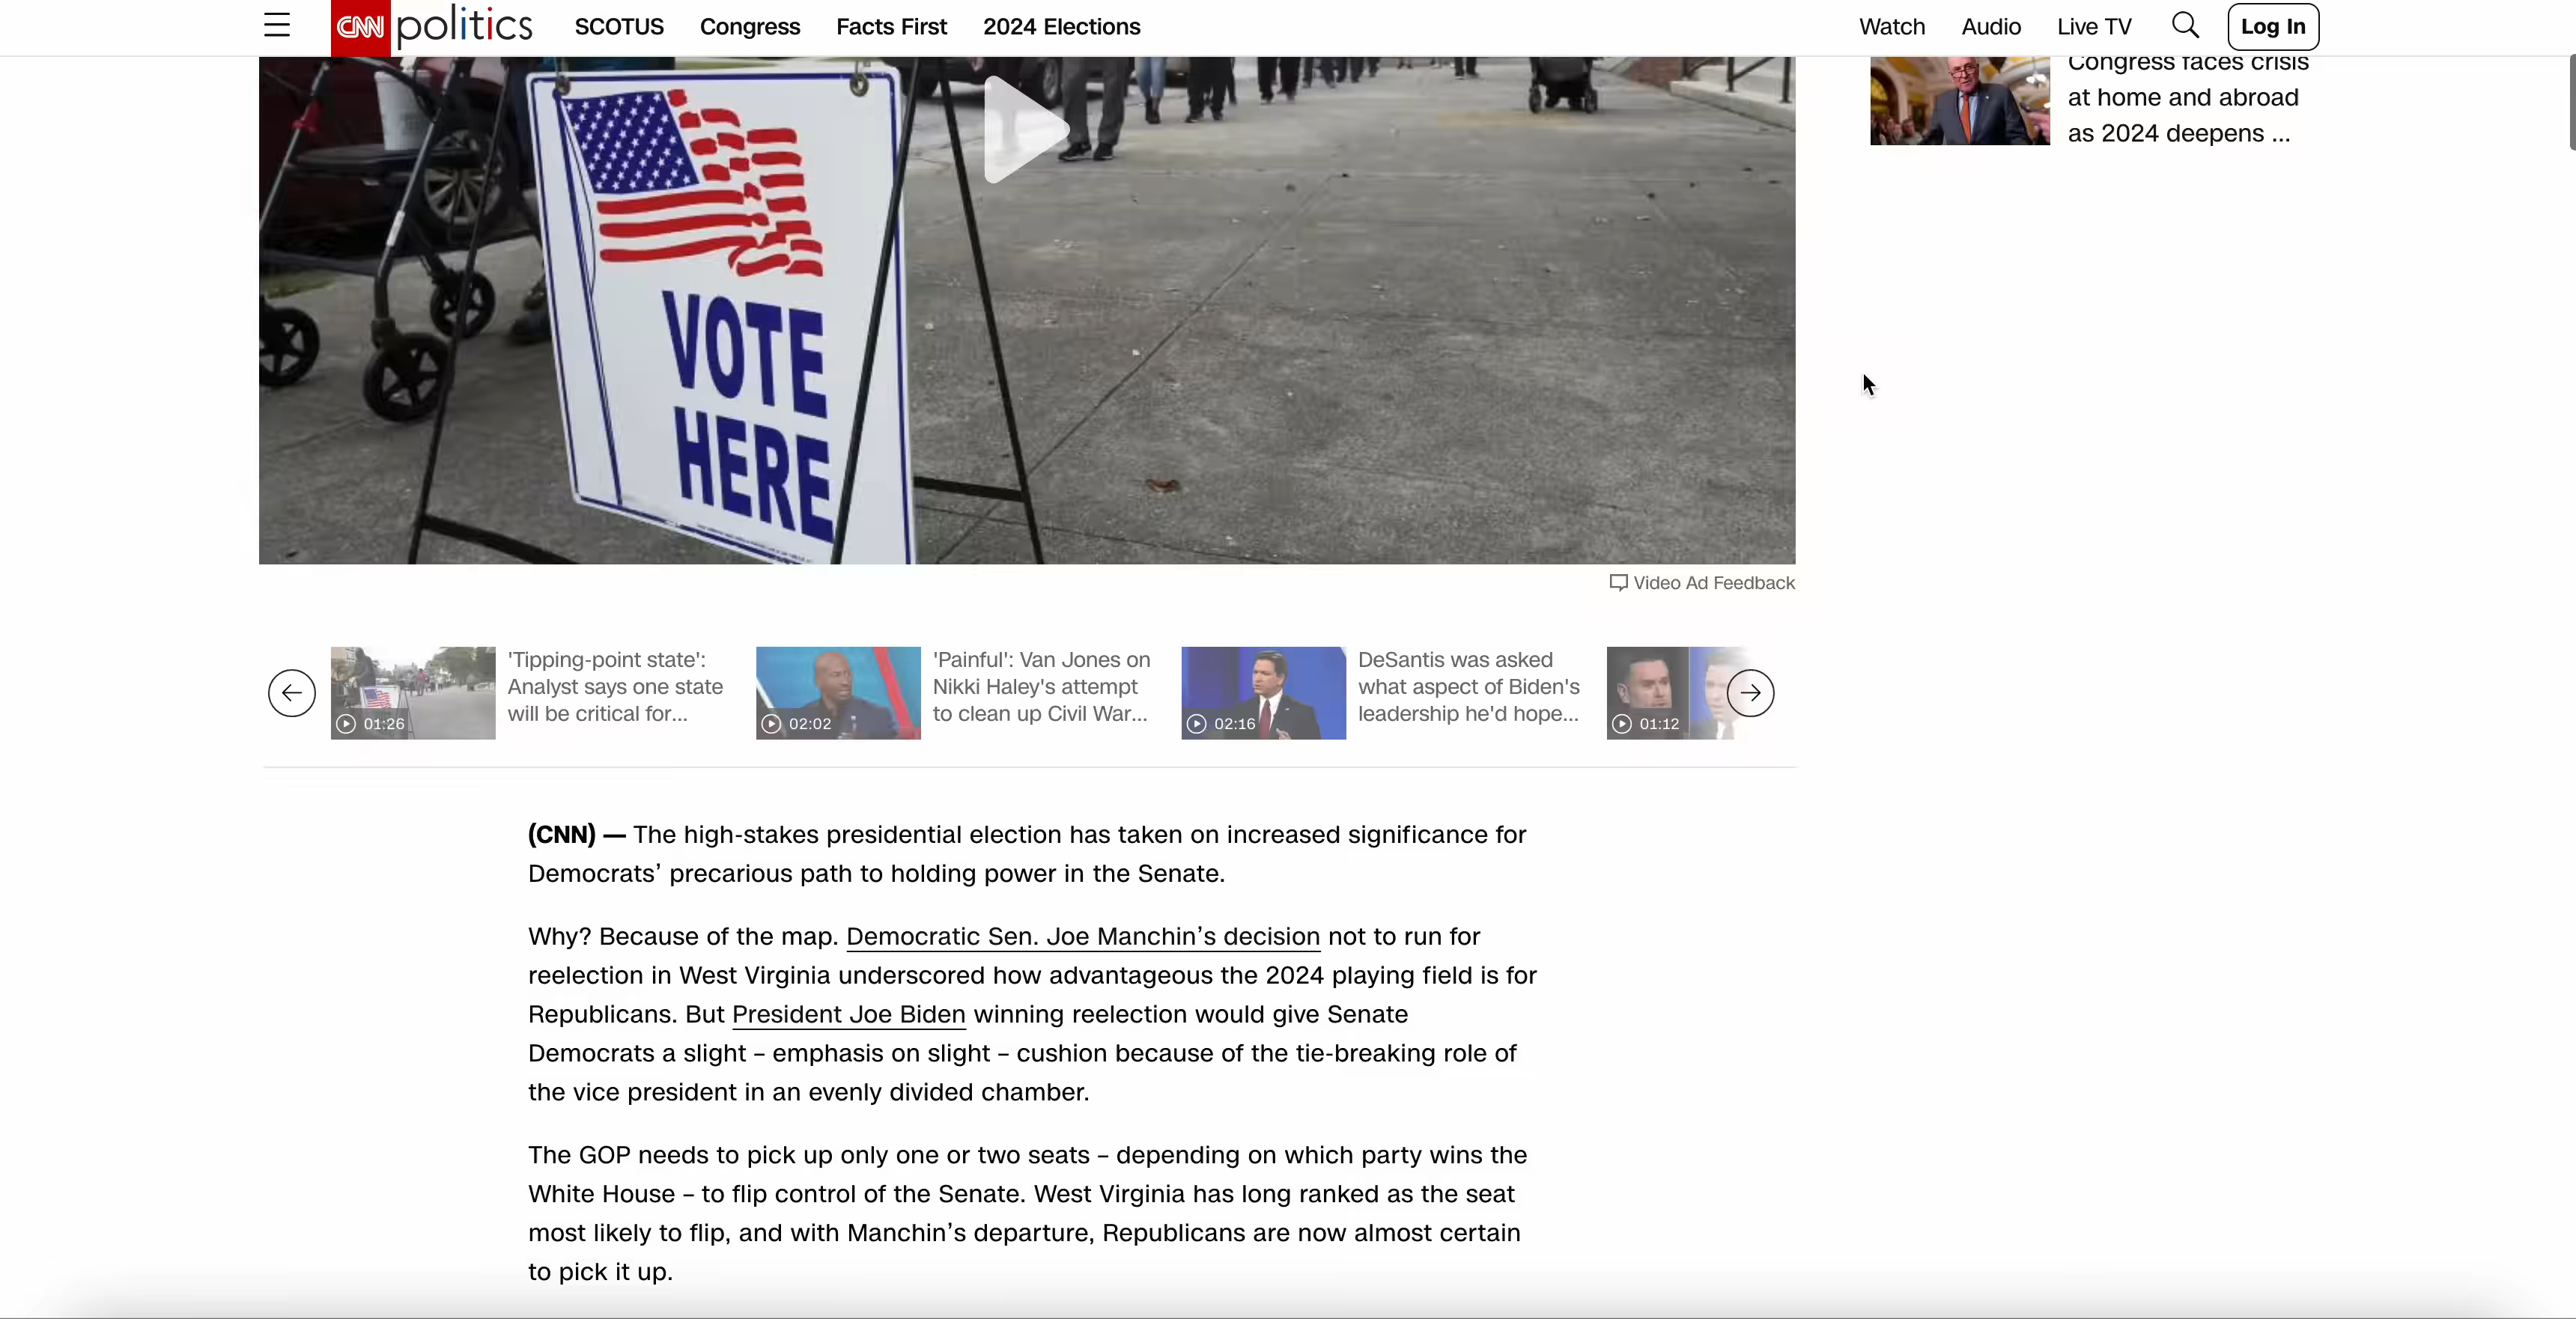 CNN politics SCOTUS Congress Facts First 2024 Elections Watch Audio Live TV Log In
Congress faces crisis
at home and abroad
as 2024 deepens ...
VOTE
HERE
Video Ad Feedback
01:26
'Tipping-point state':
Analyst says one state
will be critical for...
02:02
'Painful': Van Jones on
Nikki Haley's attempt
to clean up Civil War...
02:16
DeSantis was asked
what aspect of Biden's
leadership he'd hope...
01:12
(CNN) — The high-stakes presidential election has taken on increased significance for
Democrats’ precarious path to holding power in the Senate.
Why? Because of the map. Democratic Sen. Joe Manchin’s decision not to run for
reelection in West Virginia underscored how advantageous the 2024 playing field is for
Republicans. But President Joe Biden winning reelection would give Senate
Democrats a slight – emphasis on slight – cushion because of the tie-breaking role of
the vice president in an evenly divided chamber.
The GOP needs to pick up only one or two seats – depending on which party wins the
White House – to flip control of the Senate. West Virginia has long ranked as the seat
most likely to flip, and with Manchin’s departure, Republicans are now almost certain
to pick it up.